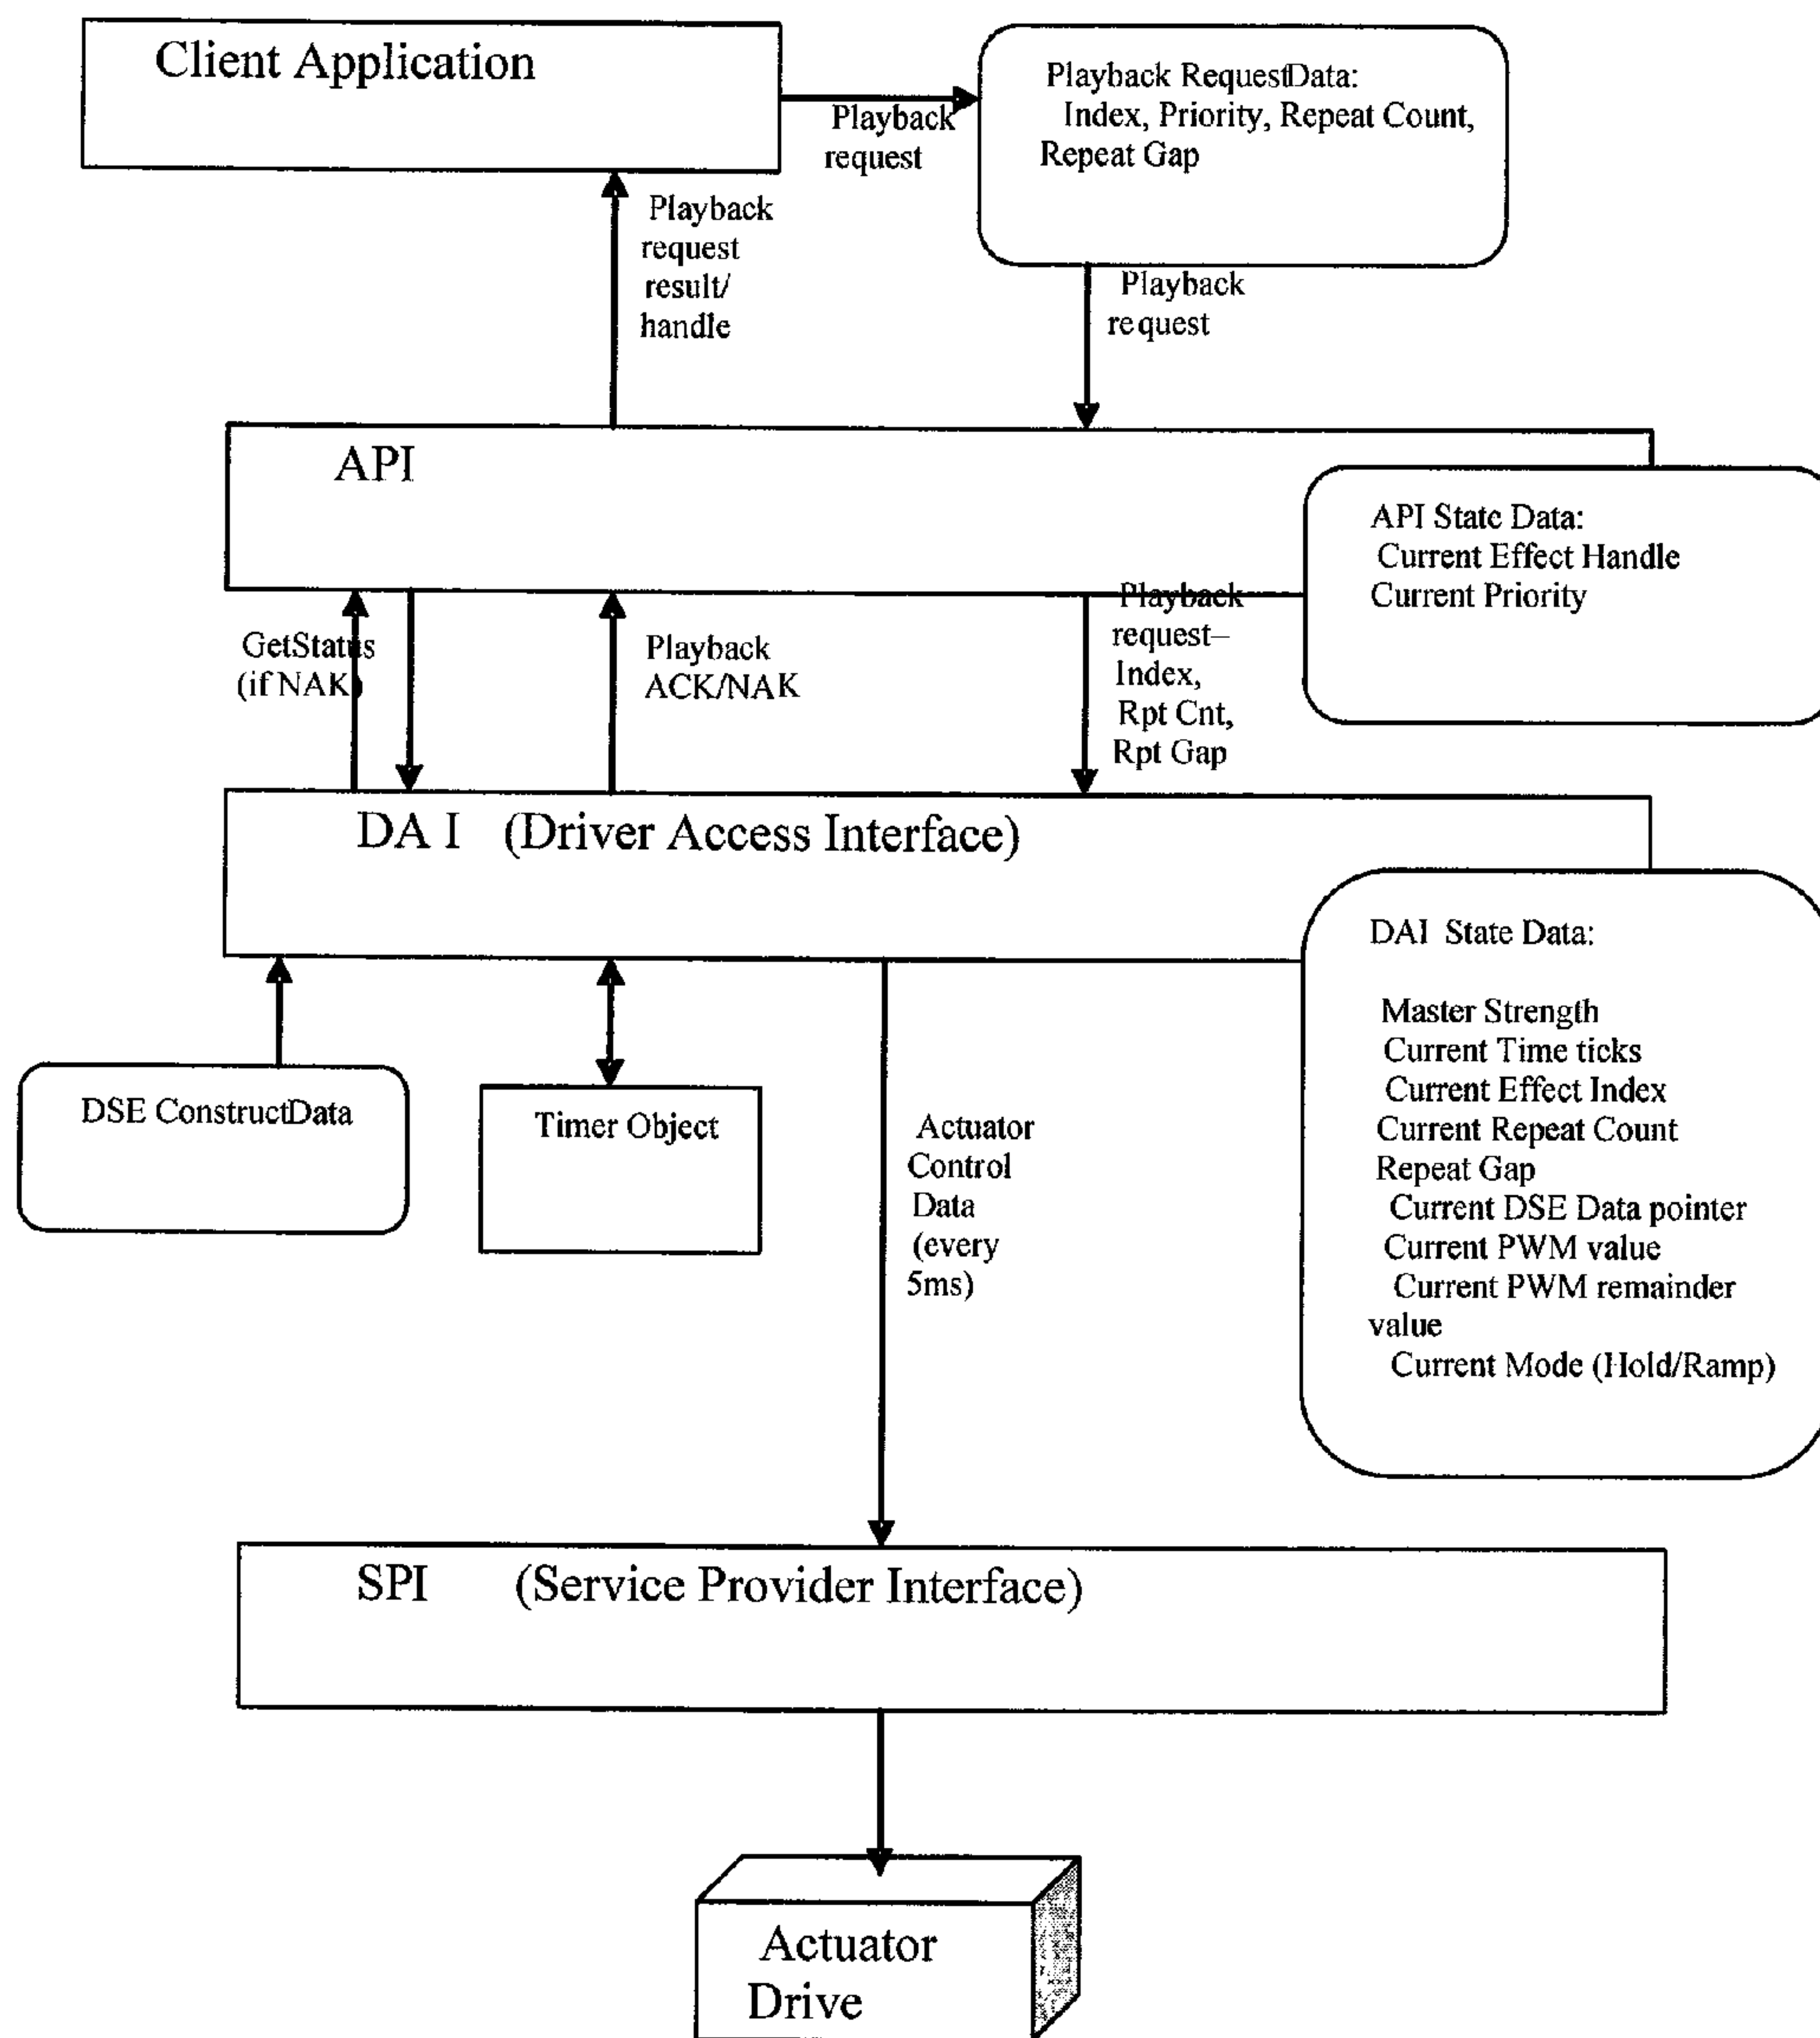 Client Application
Playback
request
Playback RequestData:
Index, Priority, Repeat Count,
Repeat Gap
Playback
request
result/
handle
Playback
request
API
API State Data:
Current Effect Handle
Current Priority
GetStatus
(if NAK)
Playback
ACK/NAK
Playback
request–
Index,
Rpt Cnt,
Rpt Gap
DA I (Driver Access Interface)
DAI State Data:
Master Strength
Current Time ticks
Current Effect Index
Current Repeat Count
Repeat Gap
Current DSE Data pointer
Current PWM value
Current PWM remainder
value
Current Mode (Hold/Ramp)
DSE ConstructData
Timer Object
Actuator
Control
Data
(every
5ms)
SPI (Service Provider Interface)
Actuator
Drive